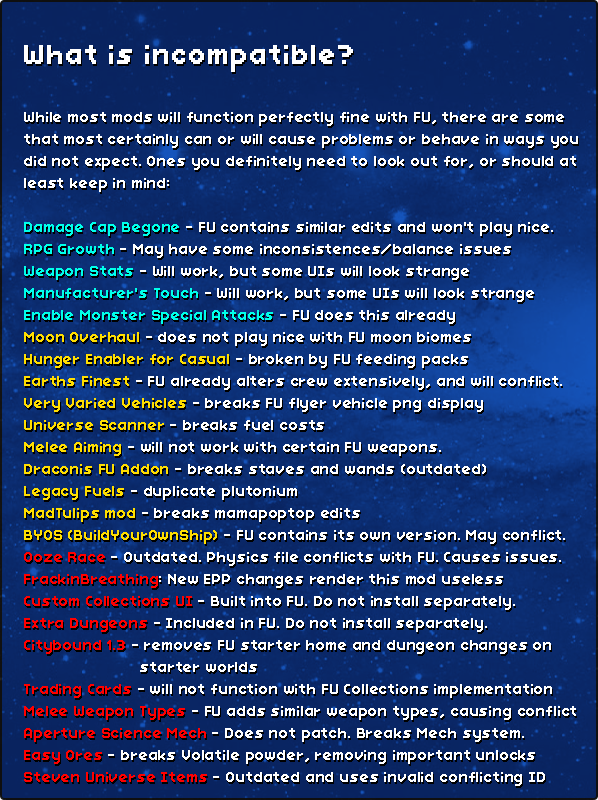 What is incompatible?
While most mods will function perfectly fine with FU, there are some
that most certainly can or will cause problems or behave in ways you
did not expect. Ones you definitely need to look out for, or should at
least keep in mind:
Damage Cap Begone - FU contains similar edits and won't play nice.
RPG Growth - May have some inconsistences/balance issues
Weapon Stats - Will work, but some UIs will look strange
Manufacturer's Touch - Will work, but some UIs will look strange
Enable Monster Special Attacks - FU does this already
Moon Overhaul - does not play nice with FU moon biomes
Hunger Enabler for Casual - broken by FU feeding packs
Earths Finest - FU already alters crew extensively, and will conflict.
Very Varied Vehicles - breaks FU flyer vehicle png display
Universe Scanner - breaks fuel costs
Melee Aiming - will not work with certain FU weapons.
Draconis FU Addon - breaks staves and wands (outdated)
Legacy Fuels - duplicate plutonium
MadTulips mod - breaks mamapoptop edits
BYOS (BuildYourOwnShip) - FU contains its own version. May conflict.
Ooze Race - Outdated. Physics file conflicts with FU. Causes issues.
FrackinBreathing: New EPP changes render this mod useless
Custom Collections UI - Built into FU. Do not install separately.
Extra Dungeons - Included in FU. Do not install separately.
Citybound 1.3 - removes FU starter home and dungeon changes on
starter worlds
Trading Cards - will not function with FU Collections implementation
Melee Weapon Types - FU adds similar weapon types, causing conflict
Aperture Science Mech - Does not patch. Breaks Mech system.
Easy Ores - breaks Volatile powder, removing important unlocks
Steven Universe Items - Outdated and uses invalid conflicting ID